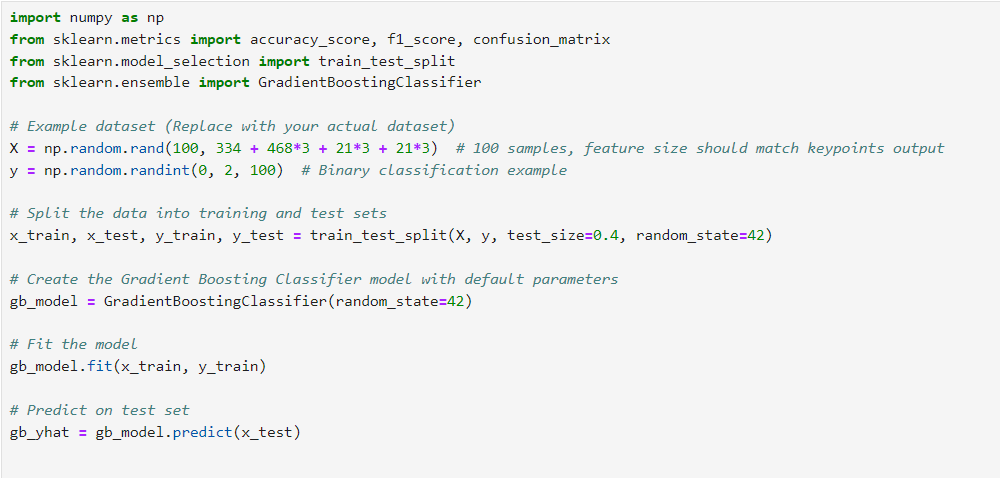 import numpy as np
from sklearn.metrics import accuracy_score, f1_score, confusion_matrix
from sklearn.model_selection import train_test_split
from sklearn.ensemble import GradientBoostingClassifier
# Example dataset (Replace with your actual dataset)
X = np.random.rand(100, 334 + 468*3 + 21*3 + 21*3)  # 100 samples, feature size should match keypoints output
y = np.random.randint(0, 2, 100)  # Binary classification example
# Split the data into training and test sets
x_train, x_test, y_train, y_test = train_test_split(X, y, test_size=0.4, random_state=42)
# Create the Gradient Boosting Classifier model with default parameters
gb_model = GradientBoostingClassifier(random_state=42)
# Fit the model
gb_model.fit(x_train, y_train)
# Predict on test set
gb_yhat = gb_model.predict(x_test)